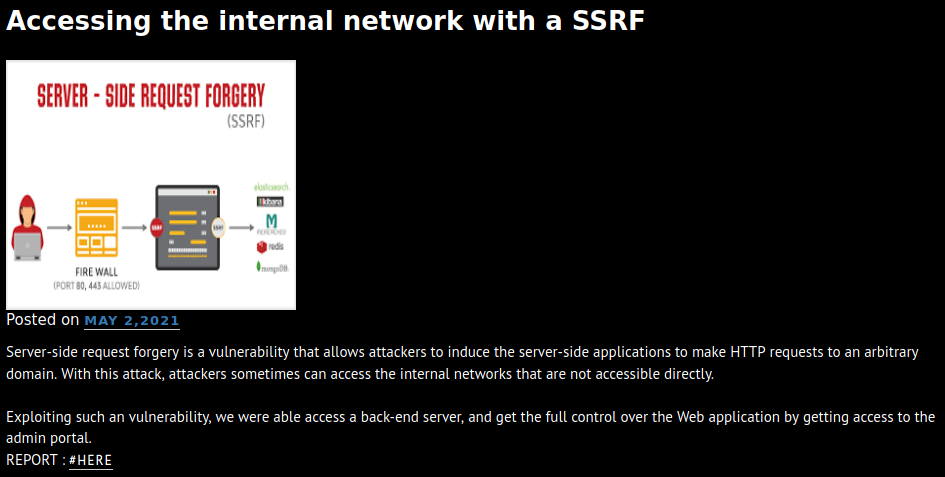 Accessing the internal network with a SSRF
SERVER - SIDE REQUEST FORGERY
(SSRF)
elasticsearch.
kibana
SSRF
SSRF
redis
mongoDB.
FIRE WALL
(PORT 80, 443 ALLOWED)
Posted on MAY 2,2021
Server-side request forgery is a vulnerability that allows attackers to induce the server-side applications to make HTTP requests to an arbitrary
domain. With this attack, attackers sometimes can access the internal networks that are not accessible directly.
Exploiting such an vulnerability, we were able access a back-end server, and get the full control over the Web application by getting access to the
admin portal.
REPORT : #HERE